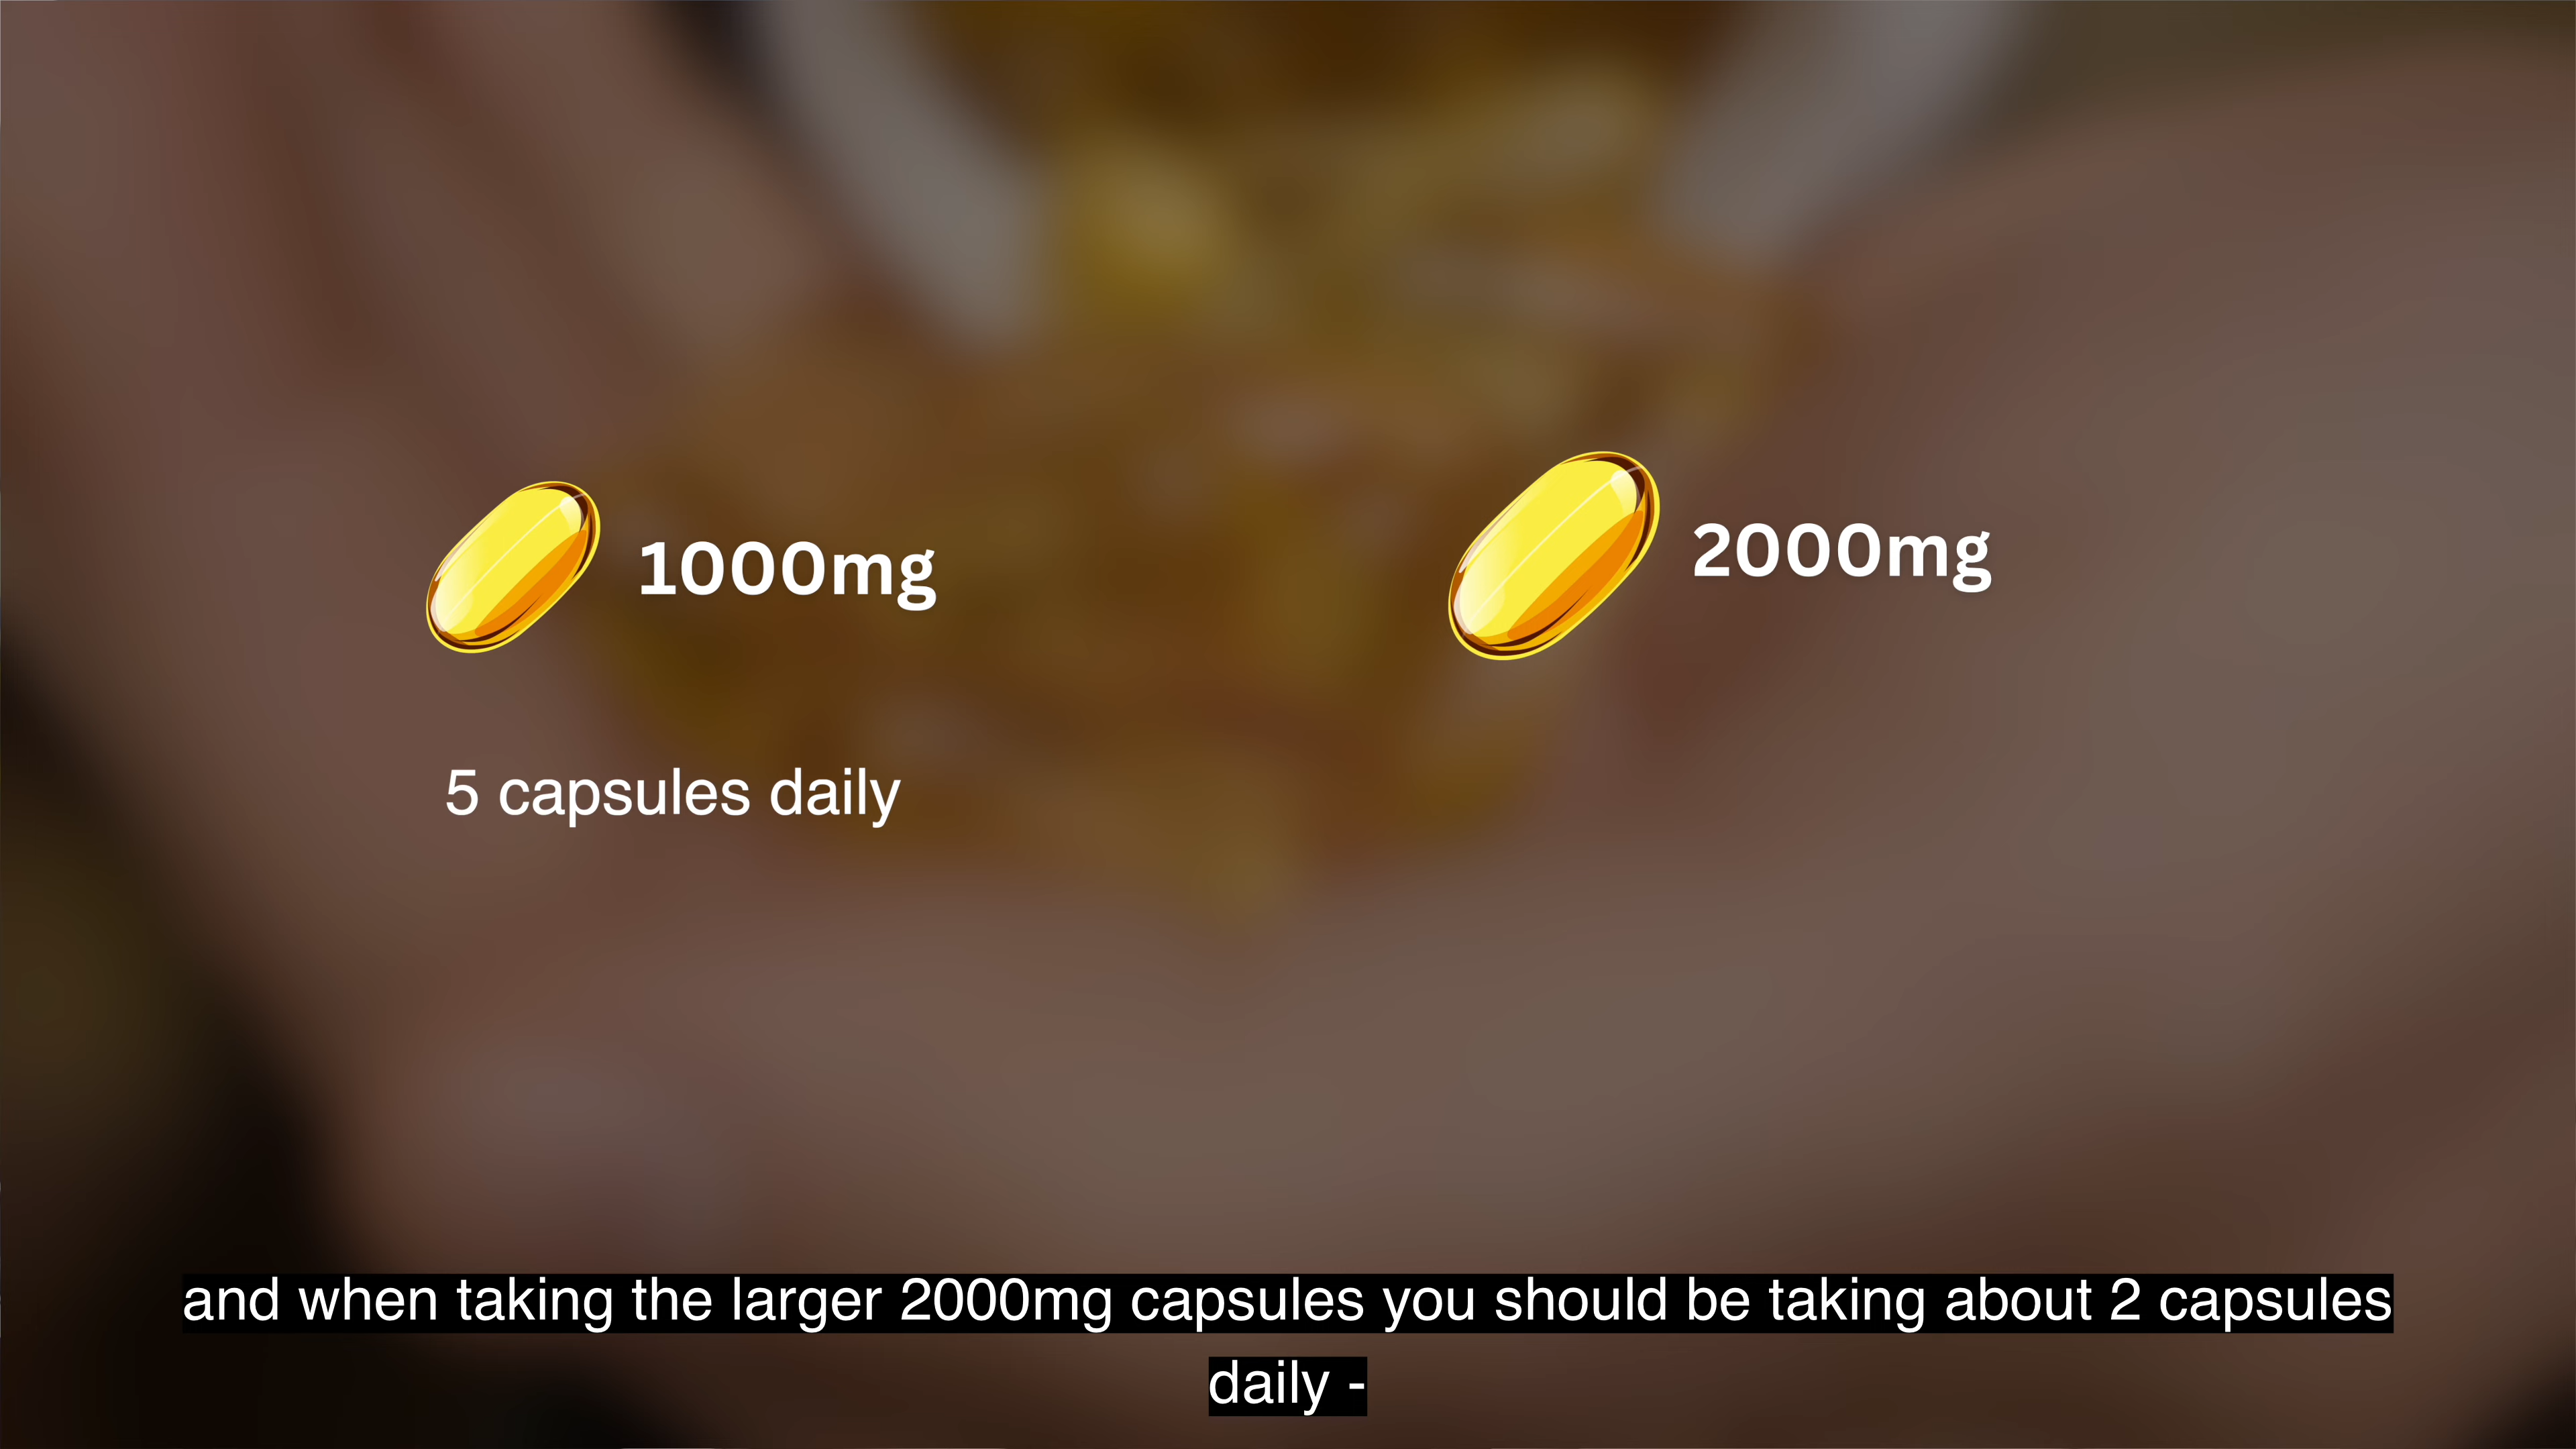 1000mg
2000mg
5 capsules daily
and when taking the larger 2000mg capsules you should be taking about 2 capsules
daily -